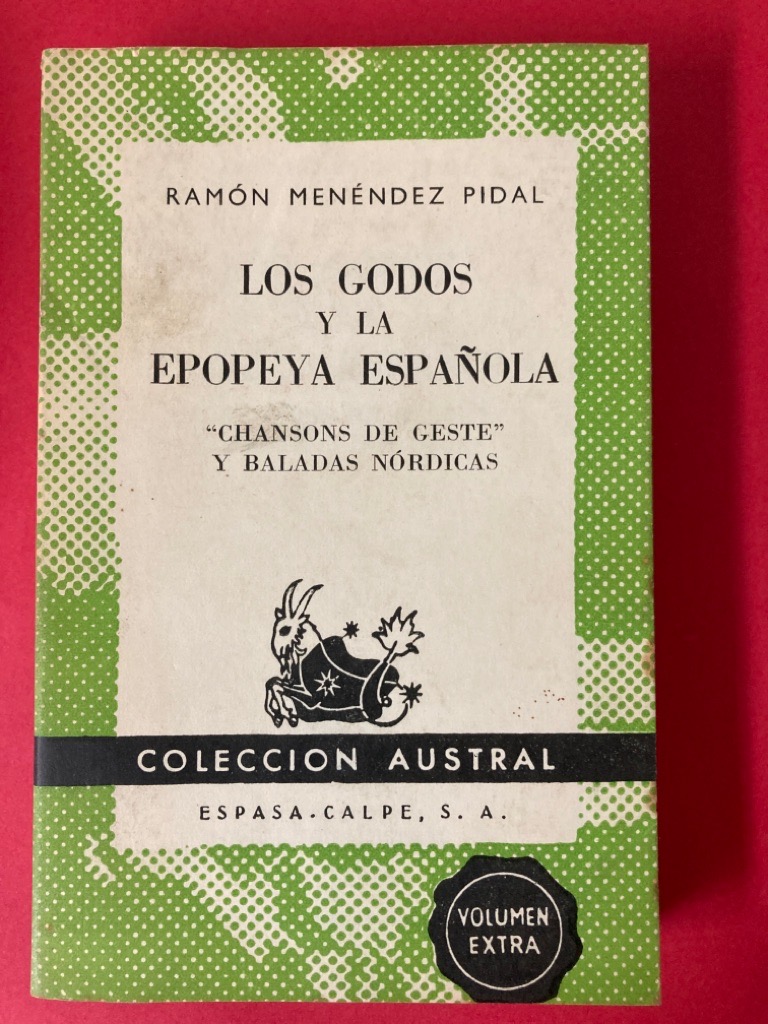 RAMÓN MENÉNDEZ PIDAL
LOS GODOS
Y LA
EPOPEYA ESPAÑOLA
“CHANSONS DE GESTE”
Y BALADAS NÓRDICAS
COLECCION AUSTRAL
ESPASA-CALPE, S. A.
VOLUMEN
EXTRA